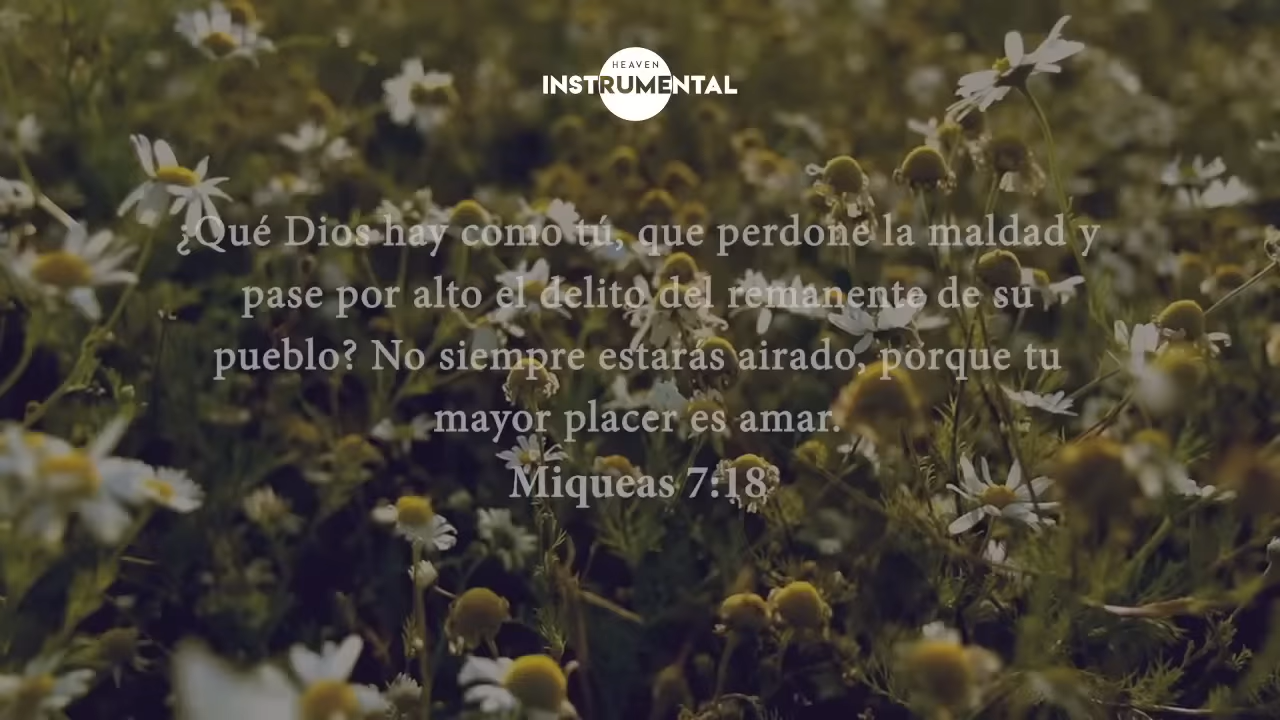 HEAVEN
INSTRUMENTAL
¿Qué Dios hay como tú, que perdone la maldad y
pase por alto el delito del remanente de su
pueblo? No siempre estarás airado, porque tu
mayor placer es amar.
Miqueas 7:18